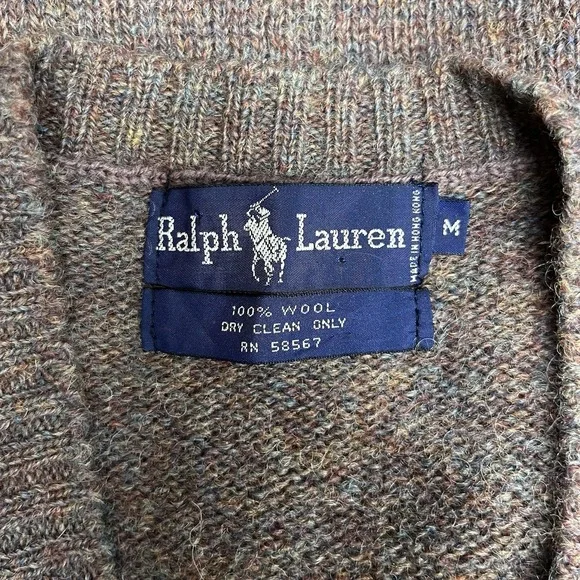 Ralph Lauren
MADE IN HONG KONG
M
100% WOOL
DRY CLEAN ONLY
RN 58567